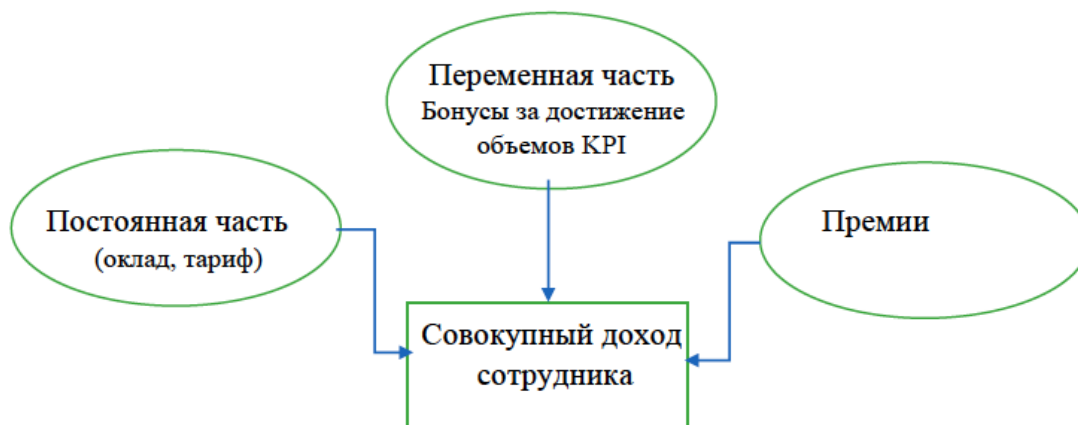 Переменная часть
Бонусы за достижение
объемов KPI
Постоянная часть
(оклад, тариф)
Премии
Совокупный доход
сотрудника